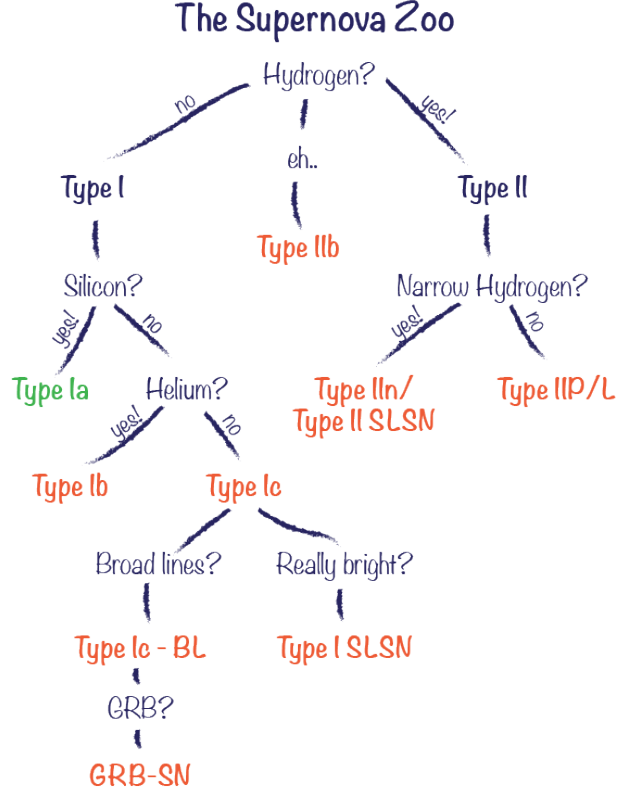 The Supernova Zoo
Hydrogen?
no
yes!
eh..
Type I
Type II
Type IIb
Silicon?
Narrow Hydrogen?
yes!
no
yes!
no
Type Ia
Helium?
Type IIn/
Type II SLSN
Type IIP/L
yes!
no
Type Ib
Type Ic
Broad lines?
Really bright?
Type Ic - BL
Type I SLSN
GRB?
GRB-SN